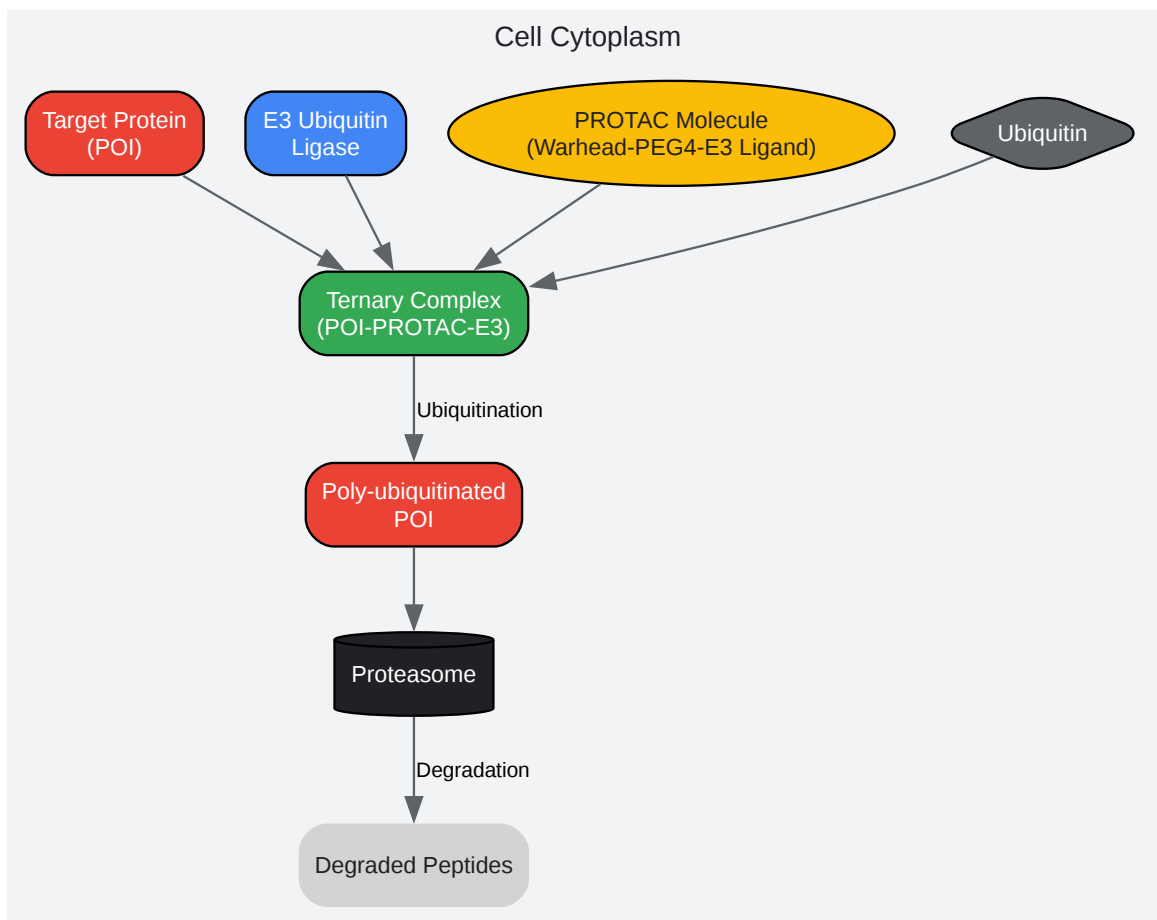 Cell Cytoplasm
Target Protein
(POI)
E3 Ubiquitin
Ligase
PROTAC Molecule
(Warhead-PEG4-E3 Ligand)
Ubiquitin
Ternary Complex
(POI-PROTAC-E3)
Ubiquitination
Poly-ubiquitinated
POI
Proteasome
Degradation
Degraded Peptides